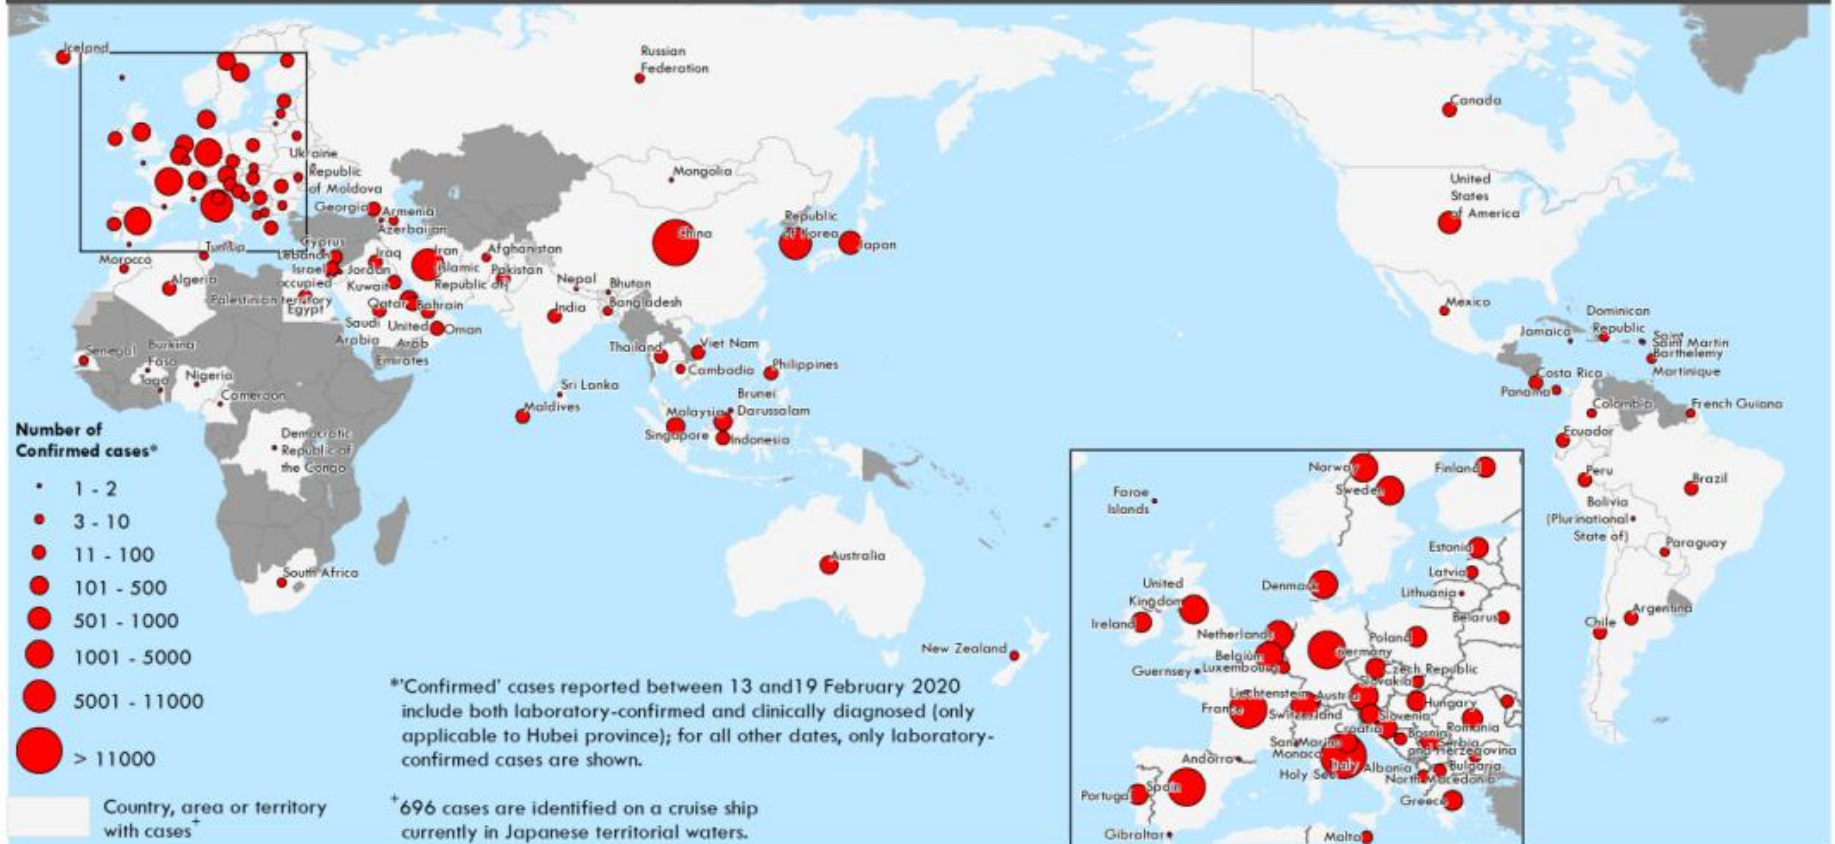 Iceland
Russian
Federation
Canada
Ukraine
Republic
of Moldova
Georgia
Armenia
Azerbaijan
Mongolia
United
States
of America
Republic
of Korea
China
Japan
Cyprus
Tunisia
Morocco
Lebanon
Israel
Iraq
Jordan
Iran
Islamic
Republic of
Afghanistan
Pakistan
Algeria
occupied
Palestinian territory
Egypt
Kuwait
Qatar
Bahrain
Nepal
Bhutan
Bangladesh
India
Saudi
Arabia
United
Arab
Emirates
Oman
Mexico
Dominican
Republic
Jamaica
Saint
Saint Martin
Barthelemy
Martinique
Senegal
Burkina
Faso
Togo
Nigeria
Cameroon
Thailand
Viet Nam
Cambodia
Philippines
Sri Lanka
Maldives
Brunei
Darussalam
Malaysia
Singapore
Indonesia
Costa Rica
Panama
Colombia
French Guiana
Ecuador
Peru
Brazil
Bolivia
(Plurinational
State of)
Paraguay
Argentina
Chile
Democratic
Republic of
the Congo
South Africa
Australia
New Zealand
Number of
Confirmed cases*
1 - 2
3 - 10
11 - 100
101 - 500
501 - 1000
1001 - 5000
5001 - 11000
> 11000
Country, area or territory
with cases+
*'Confirmed' cases reported between 13 and19 February 2020
include both laboratory-confirmed and clinically diagnosed (only
applicable to Hubei province); for all other dates, only laboratory-
confirmed cases are shown.
+696 cases are identified on a cruise ship
currently in Japanese territorial waters.
Norway
Finland
Sweden
Faroe
Islands
Estonia
Latvia
Lithuania
Denmark
United
Kingdom
Ireland
Belarus
Netherlands
Poland
Belgium
Germany
Guernsey
Luxembourg
Czech Republic
Slovakia
Liechtenstein
Austria
Hungary
France
Switzerland
Slovenia
Croatia
Romania
San Marino
Bosnia
Serbia
and Herzegovina
Monaco
Andorra
Italy
Albania
Bulgaria
Holy See
North Macedonia
Portugal
Spain
Greece
Gibraltar
Malta